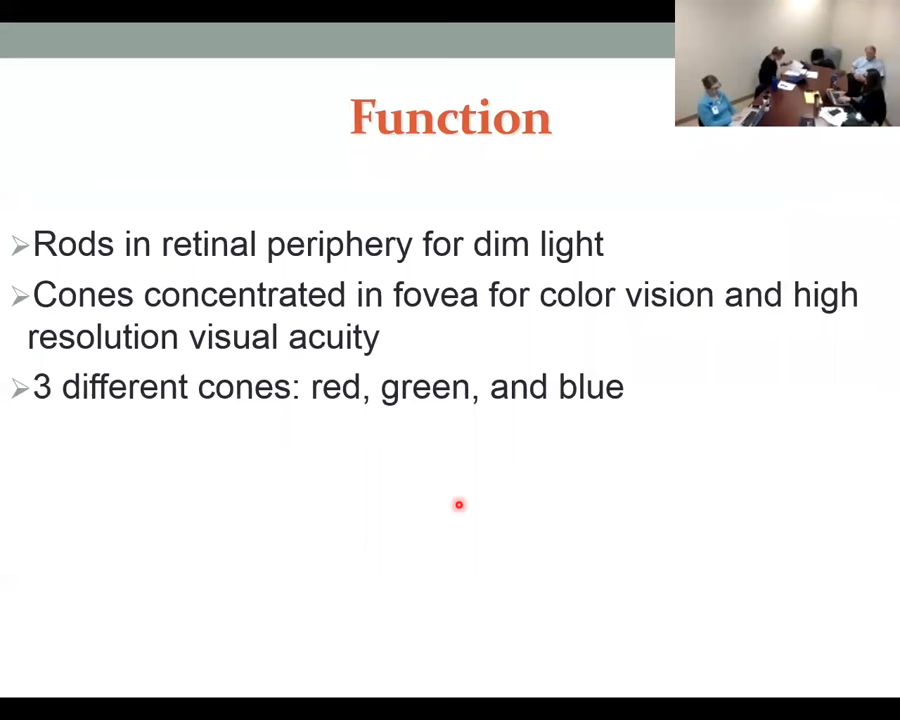 Function
Rods in retinal periphery for dim light
Cones concentrated in fovea for color vision and high
resolution visual acuity
3 different cones: red, green, and blue